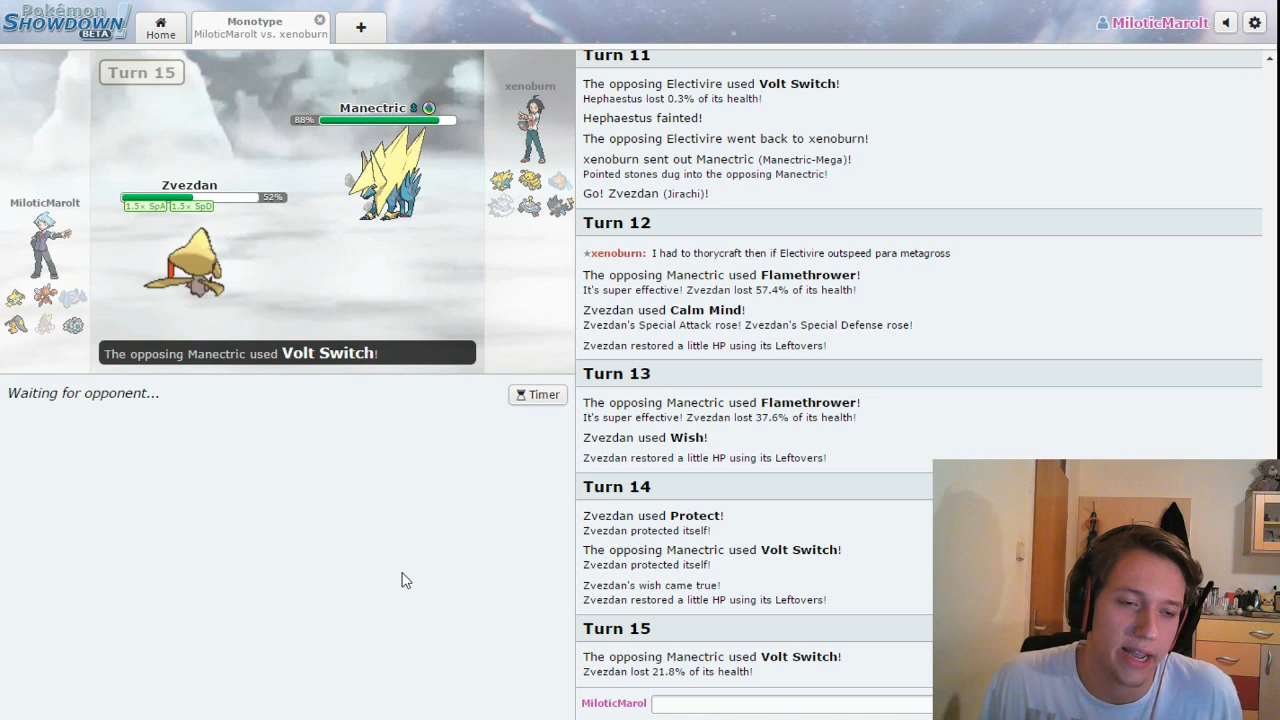 Pokémon
SHOWDOWN!
BETA
Home
Monotype
MiloticMarolt vs. xenoburn
+
MiloticMarolt
Turn 15
xenoburn
Manectric
88%
Zvezdan
52%
1.5× SpA 1.5× SpD
MiloticMarolt
The opposing Manectric used Volt Switch!
Waiting for opponent...
Timer
Turn 11
The opposing Electivire used Volt Switch!
Hephaestus lost 0.3% of its health!
Hephaestus fainted!
The opposing Electivire went back to xenoburn!
xenoburn sent out Manectric (Manectric-Mega)!
Pointed stones dug into the opposing Manectric!
Go! Zvezdan (Jirachi)!
Turn 12
★xenoburn: I had to thorycraft then if Electivire outspeed para metagross
The opposing Manectric used Flamethrower!
It's super effective! Zvezdan lost 57.4% of its health!
Zvezdan used Calm Mind!
Zvezdan's Special Attack rose! Zvezdan's Special Defense rose!
Zvezdan restored a little HP using its Leftovers!
Turn 13
The opposing Manectric used Flamethrower!
It's super effective! Zvezdan lost 37.6% of its health!
Zvezdan used Wish!
Zvezdan restored a little HP using its Leftovers!
Turn 14
Zvezdan used Protect!
Zvezdan protected itself!
The opposing Manectric used Volt Switch!
Zvezdan protected itself!
Zvezdan's wish came true!
Zvezdan restored a little HP using its Leftovers!
Turn 15
The opposing Manectric used Volt Switch!
Zvezdan lost 21.8% of its health!
MiloticMarol